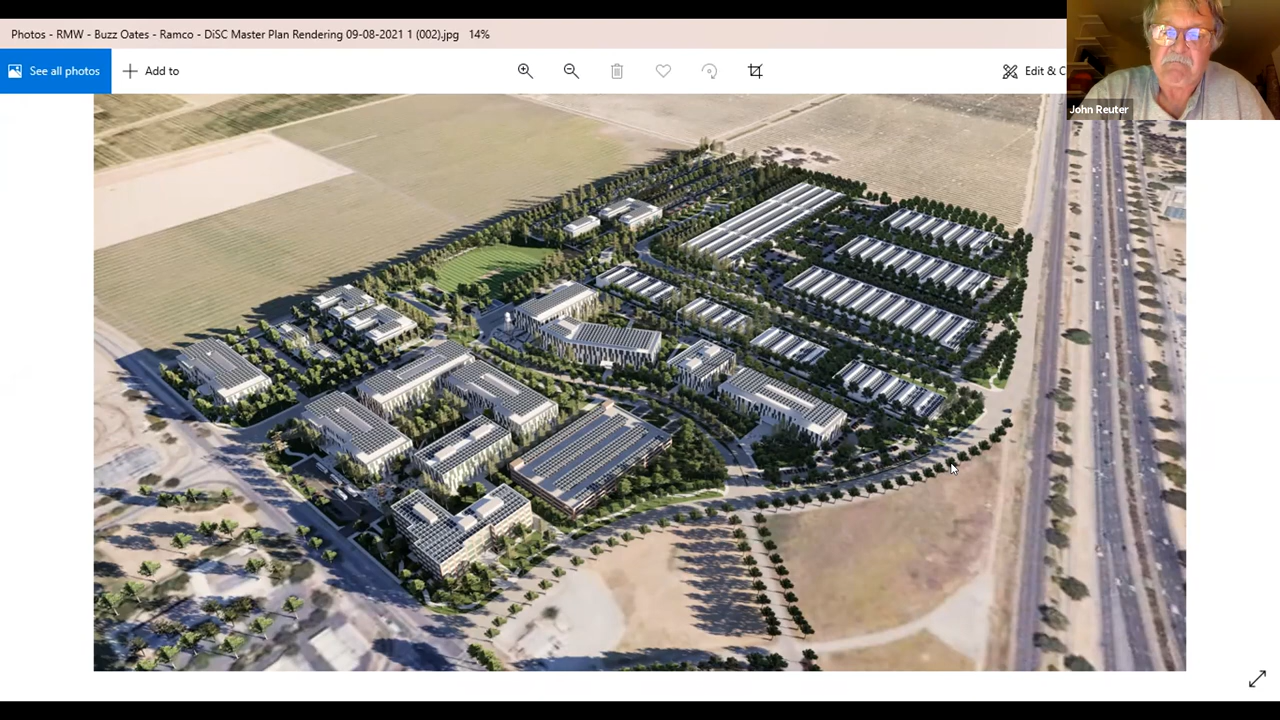 Photos - RMW - Buzz Oates - Ramco - DiSC Master Plan Rendering 09-08-2021 1 (002).jpg 14%
See all photos
Add to
Edit & C
John Reuter